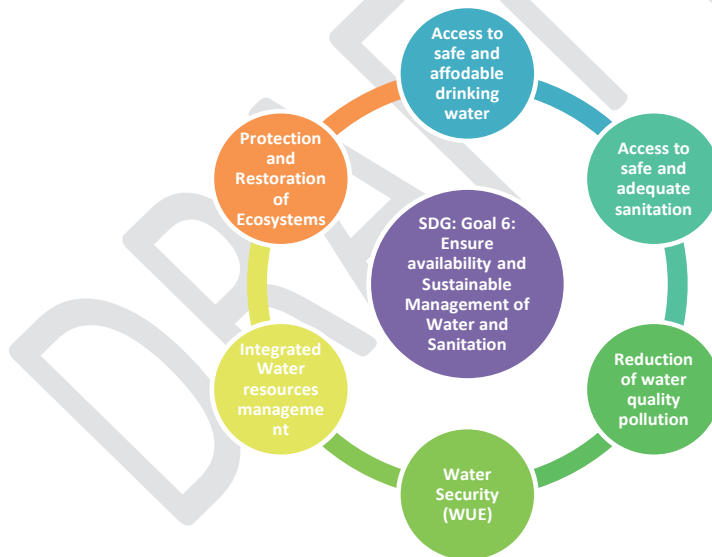 Access to
safe and
affodable
drinking
water
Access to
safe and
adequate
sanitation
Reduction
of water
quality
pollution
Water
Security
(WUE)
Integrated
Water
resources
manageme
nt
Protection
and
Restoration
of
Ecosystems
SDG: Goal 6:
Ensure
availability and
Sustainable
Management of
Water and
Sanitation
DRAFT